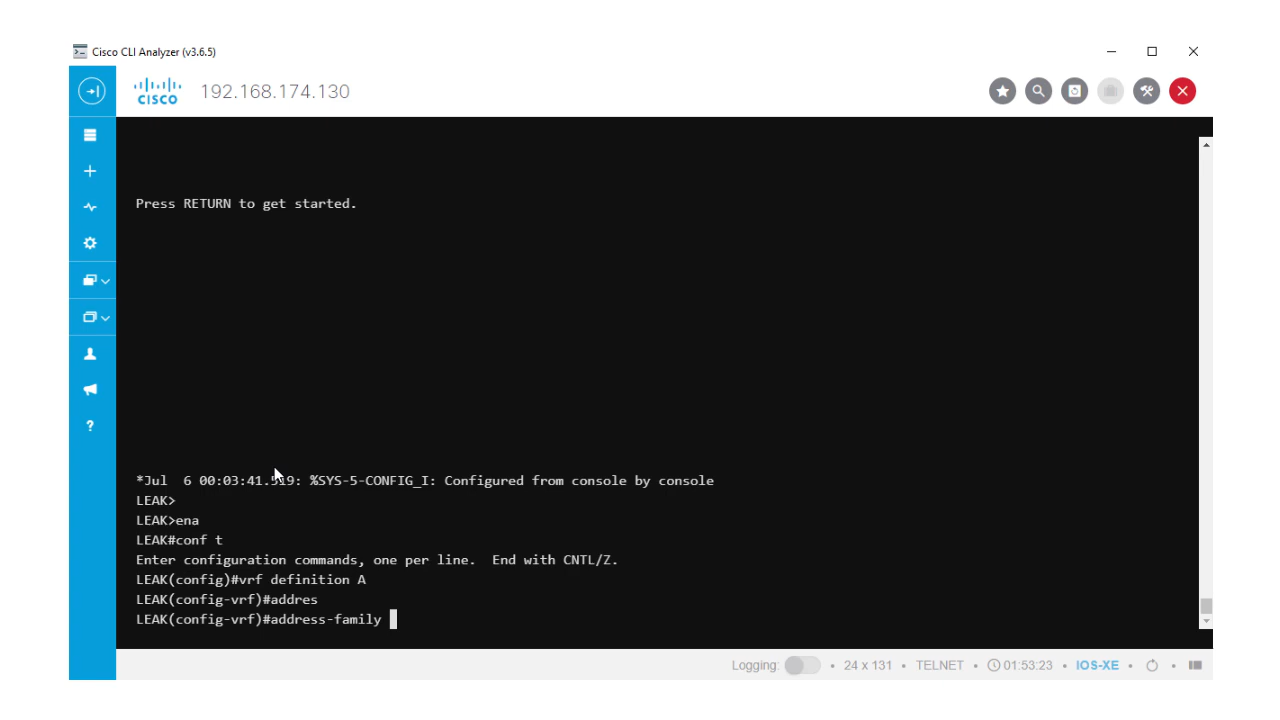 Cisco CLI Analyzer (v3.6.5)
CISCO
192.168.174.130
Press RETURN to get started.
*Jul  6 00:03:41.519: %SYS-5-CONFIG_I: Configured from console by console
LEAK>
LEAK>ena
LEAK#conf t
Enter configuration commands, one per line.  End with CNTL/Z.
LEAK(config)#vrf definition A
LEAK(config-vrf)#addres
LEAK(config-vrf)#address-family
Logging: • 24 x 131 • TELNET • 01:53:23 • IOS-XE • •